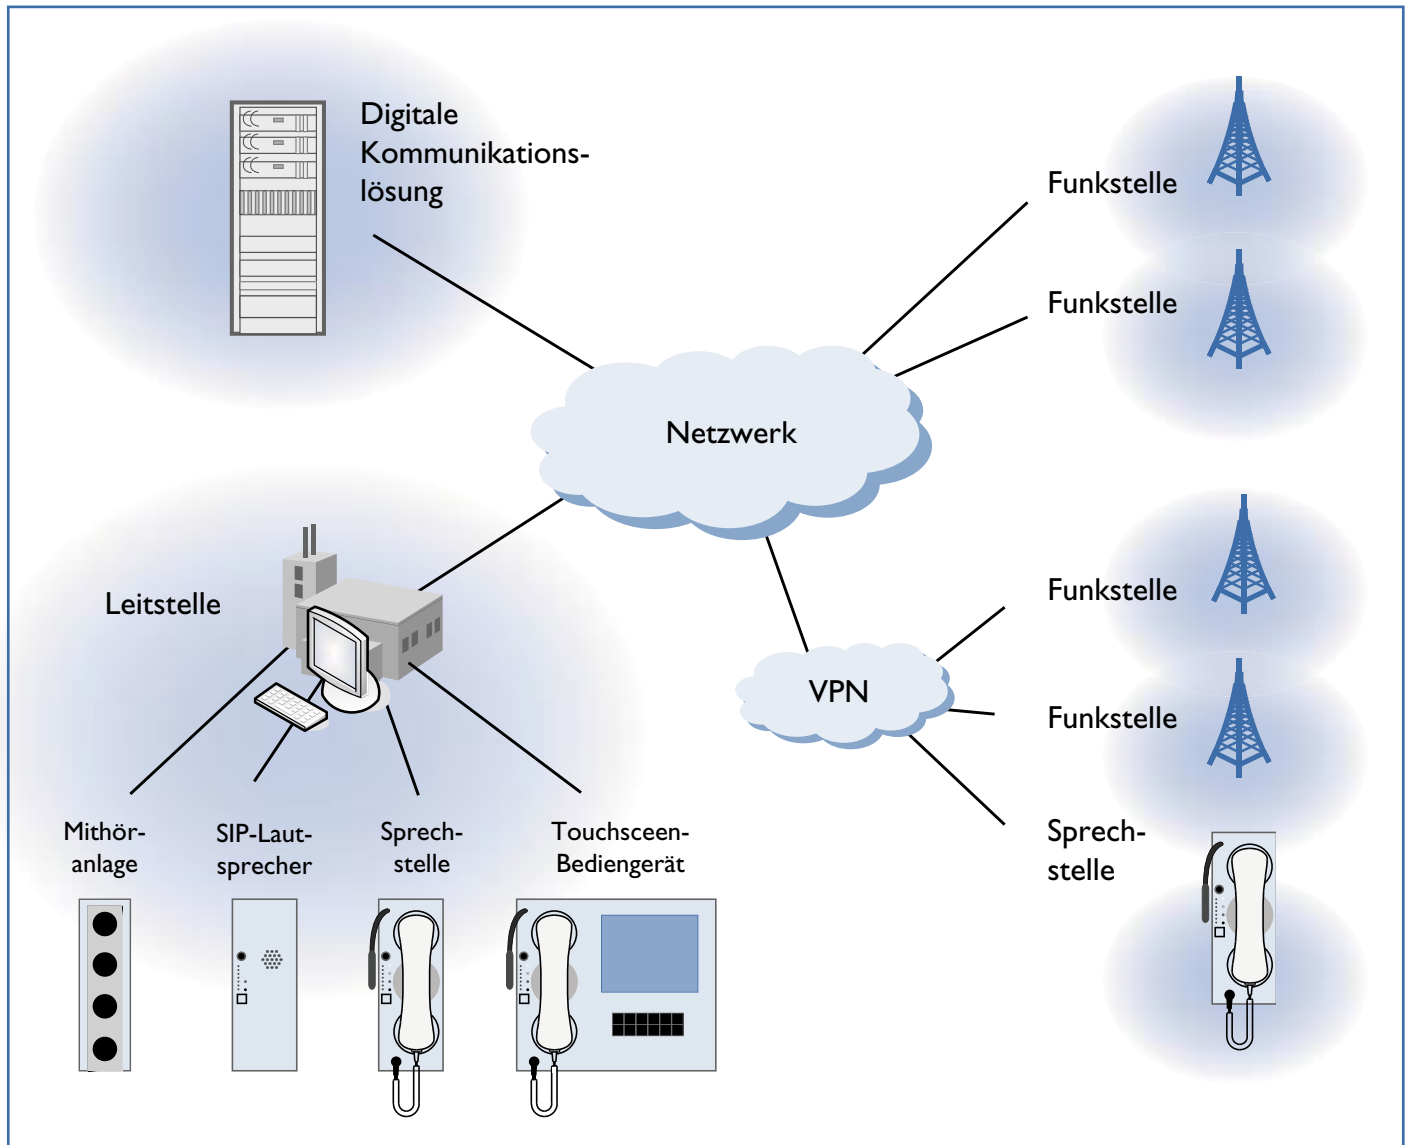 Digitale
Kommunikations-
lösung
Funkstelle
Funkstelle
Netzwerk
Leitstelle
Funkstelle
VPN
Funkstelle
Mithör-
anlage
SIP-Laut-
sprecher
Sprech-
stelle
Touchsceen-
Bediengerät
Sprech-
stelle